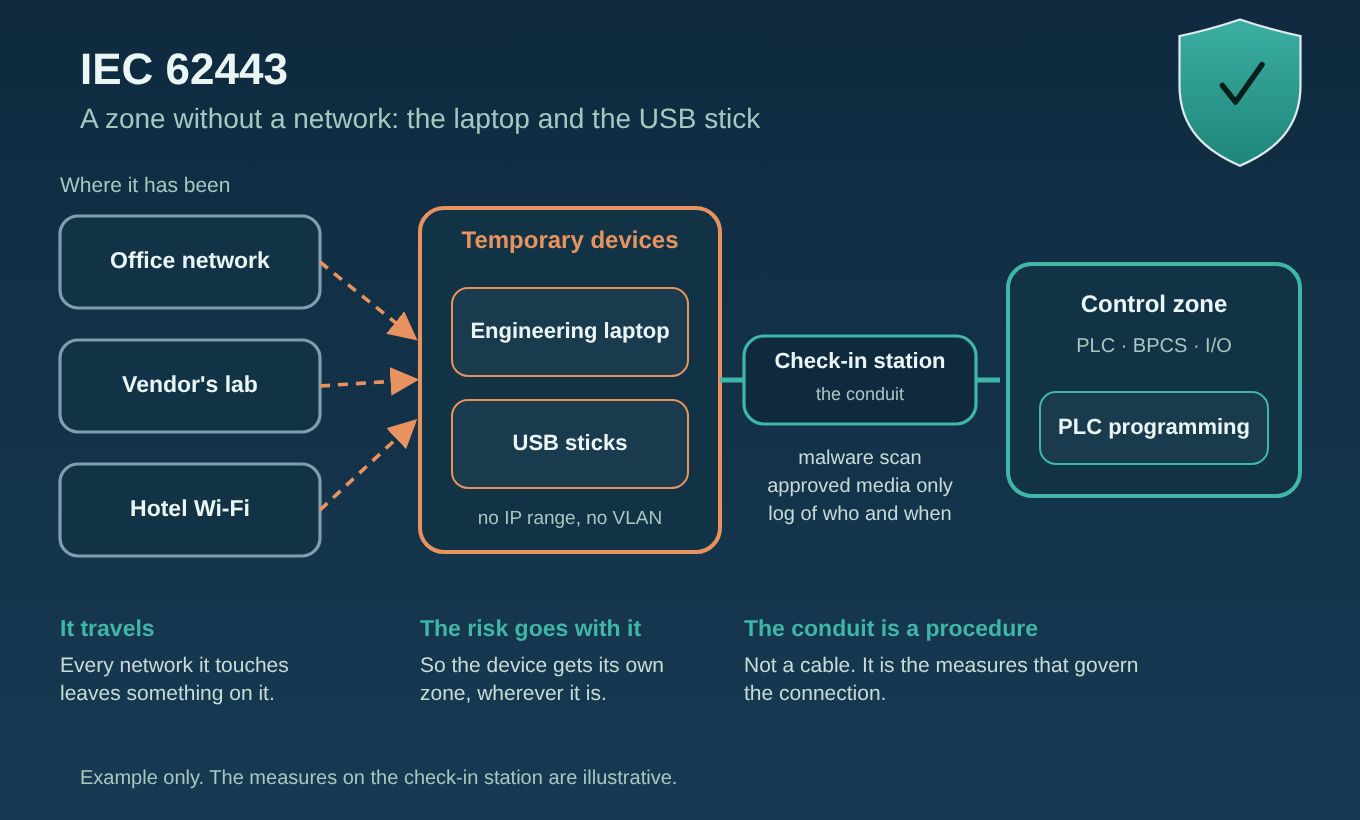 IEC 62443
A zone without a network: the laptop and the USB stick
Where it has been
Office network
Vendor's lab
Hotel Wi-Fi
Temporary devices
Engineering laptop
USB sticks
no IP range, no VLAN
Check-in station
the conduit
malware scan
approved media only
log of who and when
Control zone
PLC · BPCS · I/O
PLC programming
It travels
Every network it touches
leaves something on it.
The risk goes with it
So the device gets its own
zone, wherever it is.
The conduit is a procedure
Not a cable. It is the measures that govern
the connection.
Example only. The measures on the check-in station are illustrative.